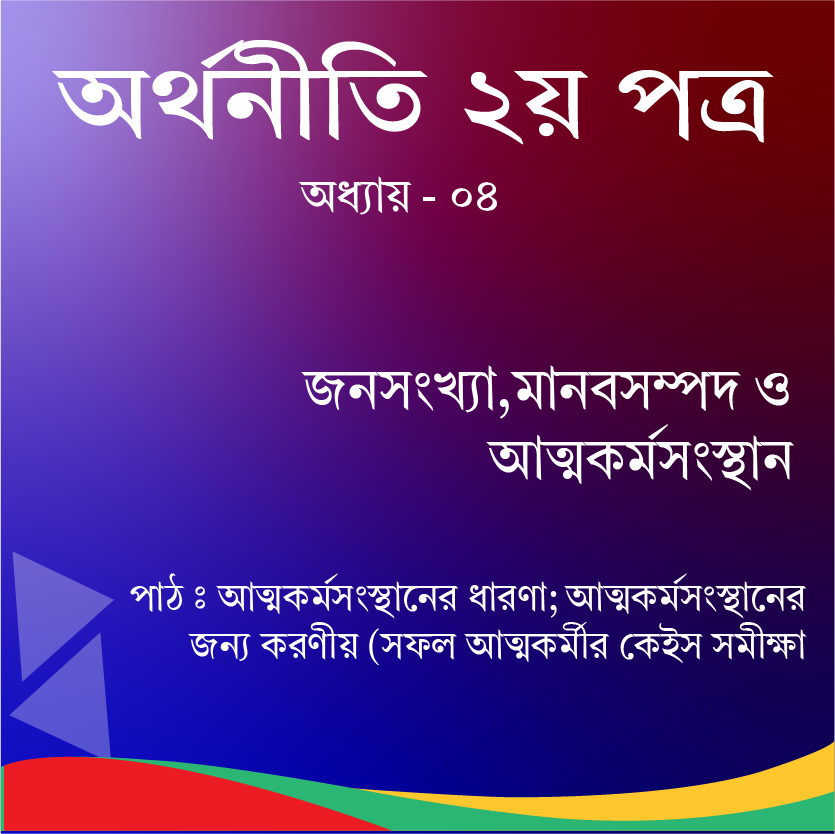 অর্থনীতি ২য় পত্র
অধ্যায় - ০৪
জনসংখ্যা,মানবসম্পদ ও
আত্মকর্মসংস্থান
পাঠ ঃ আত্মকর্মসংস্থানের ধারণা; আত্মকর্মসংস্থানের
জন্য করণীয় (সফল আত্মকর্মীর কেইস সমীক্ষা